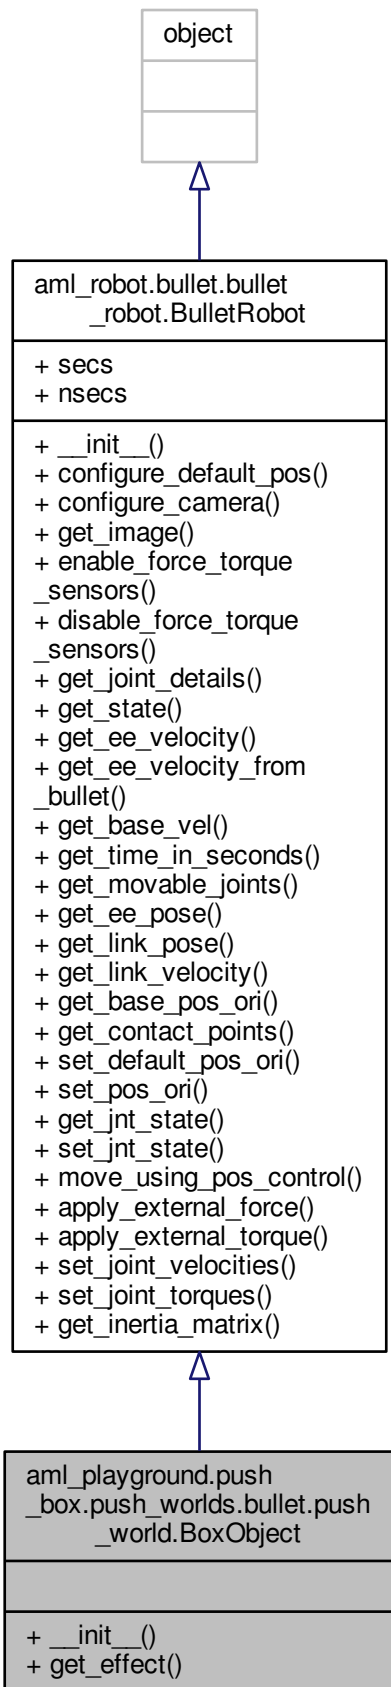 object
aml_robot.bullet.bullet
_robot.BulletRobot
+ secs
+ nsecs
+ __init__()
+ configure_default_pos()
+ configure_camera()
+ get_image()
+ enable_force_torque
_sensors()
+ disable_force_torque
_sensors()
+ get_joint_details()
+ get_state()
+ get_ee_velocity()
+ get_ee_velocity_from
_bullet()
+ get_base_vel()
+ get_time_in_seconds()
+ get_movable_joints()
+ get_ee_pose()
+ get_link_pose()
+ get_link_velocity()
+ get_base_pos_ori()
+ get_contact_points()
+ set_default_pos_ori()
+ set_pos_ori()
+ get_jnt_state()
+ set_jnt_state()
+ move_using_pos_control()
+ apply_external_force()
+ apply_external_torque()
+ set_joint_velocities()
+ set_joint_torques()
+ get_inertia_matrix()
aml_playground.push
_box.push_worlds.bullet.push
_world.BoxObject
+ __init__()
+ get_effect()